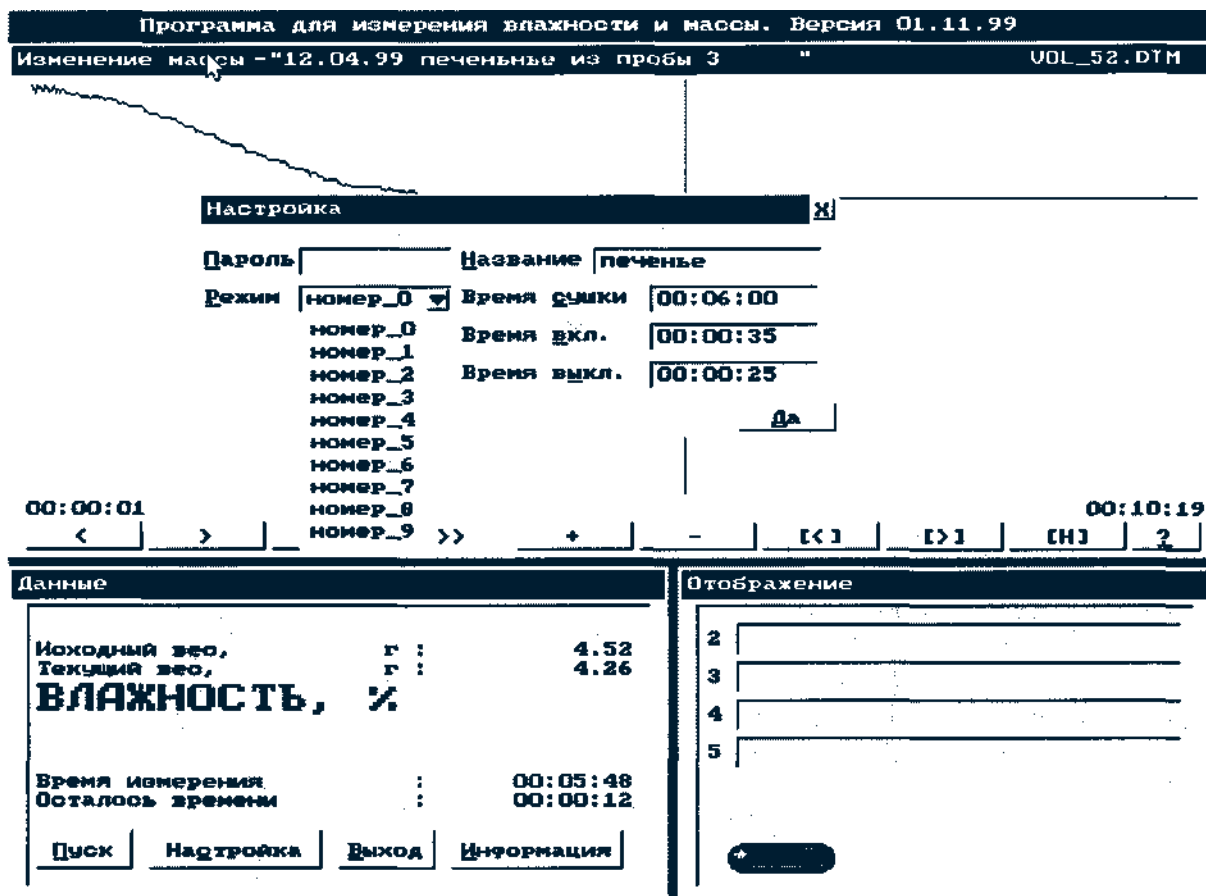 Программа для измерения влажности и массы. Версия 01.11.99
Изменение массы -"12.04.99 печеньнье из пробы 3 " VOL_52.DTM
Настройка X
Пароль Название печенье
Режим номер_0 Время сушки 00:06:00
номер_0
номер_1 Время вкл. 00:00:35
номер_2 Время выкл. 00:00:25
номер_3
номер_4 Да
номер_5
номер_6
номер_7
00:00:01 номер_8 00:10:19
< > номер_9 >> + - [<] [>] [H] ?
Данные Отображение
2
Исходный вес, г : 4.52
Текущий вес, г : 4.26
3
ВЛАЖНОСТЬ, %
4
5
Время измерения : 00:05:48
Осталось времени : 00:00:12
Пуск Настройка Выход Информация